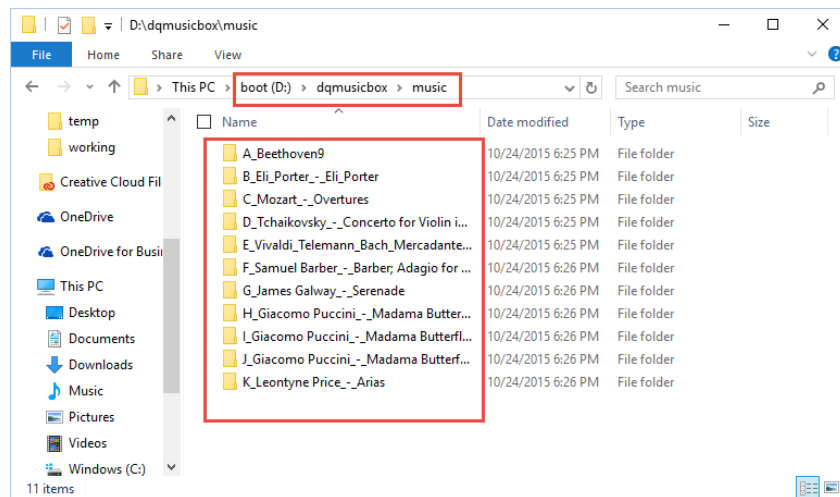 D:\dqmusicbox\music
File Home Share View
This PC > boot (D:) > dqmusicbox > music Search music
temp
working
Creative Cloud Fil
OneDrive
OneDrive for Busi
This PC
Desktop
Documents
Downloads
Music
Pictures
Videos
Windows (C:)
Name Date modified Type Size
A_Beethoven9 10/24/2015 6:25 PM File folder
B_Eli_Porter_-_Eli_Porter 10/24/2015 6:25 PM File folder
C_Mozart_-_Overtures 10/24/2015 6:25 PM File folder
D_Tchaikovsky_-_Concerto for Violin i... 10/24/2015 6:25 PM File folder
E_Vivaldi_Telemann_Bach_Mercadante... 10/24/2015 6:25 PM File folder
F_Samuel Barber_-_Barber; Adagio for ... 10/24/2015 6:26 PM File folder
G_James Galway_-_Serenade 10/24/2015 6:26 PM File folder
H_Giacomo Puccini_-_Madama Butter... 10/24/2015 6:26 PM File folder
I_Giacomo Puccini_-_Madama Butterfl... 10/24/2015 6:26 PM File folder
J_Giacomo Puccini_-_Madama Butterf... 10/24/2015 6:26 PM File folder
K_Leontyne Price_-_Arias 10/24/2015 6:26 PM File folder
11 items